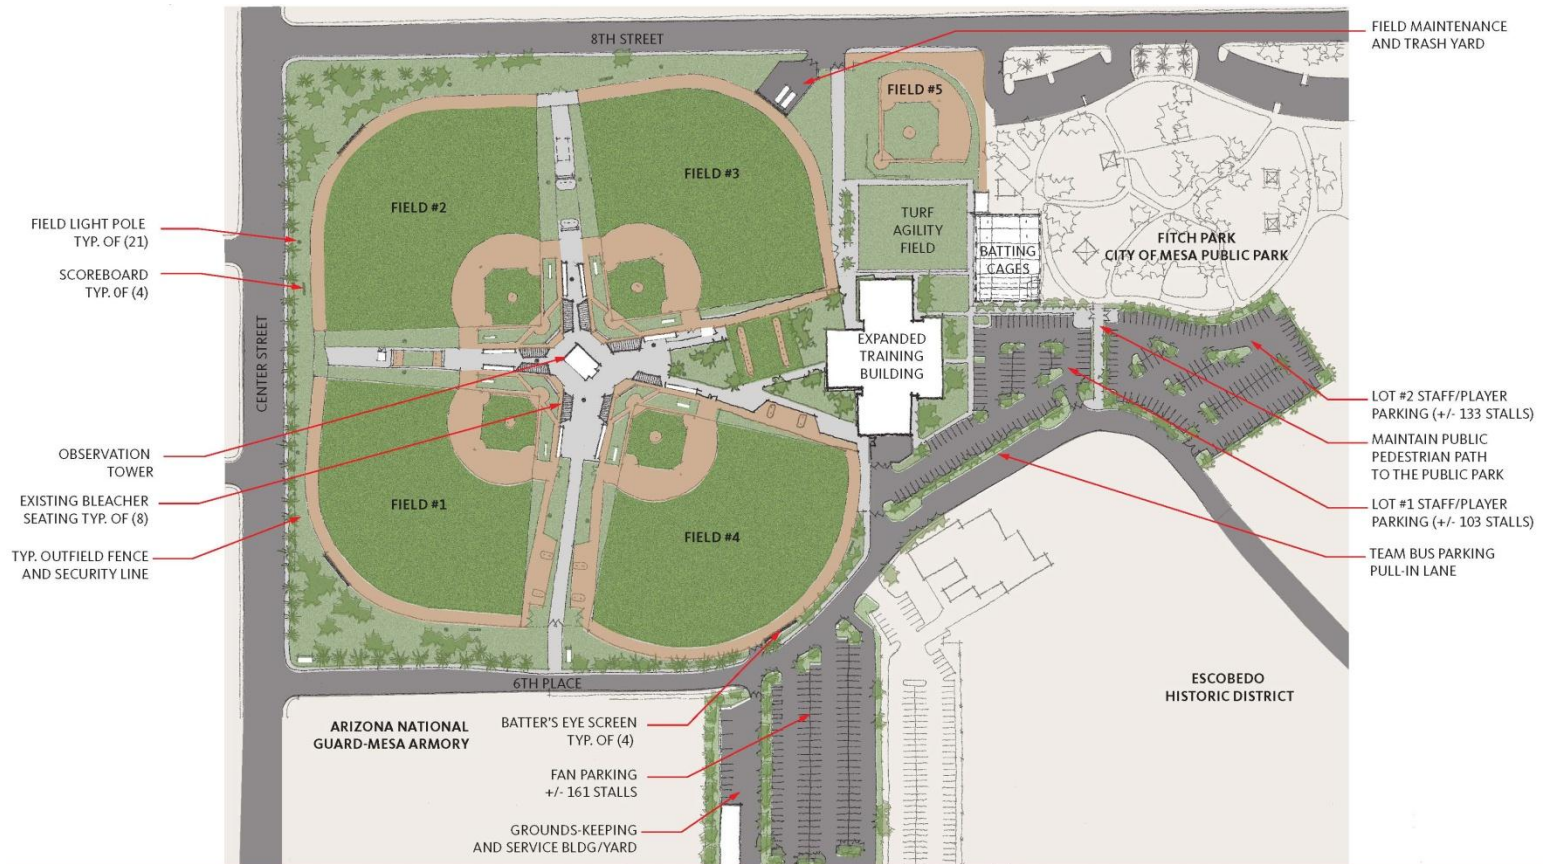 8TH STREET
FIELD MAINTENANCE
AND TRASH YARD
FIELD #5
FIELD #3
FIELD #2
FIELD LIGHT POLE
TYP. OF (21)
SCOREBOARD
TYP. 0F (4)
TURF
AGILITY
FIELD
BATTING
CAGES
FITCH PARK
CITY OF MESA PUBLIC PARK
CENTER STREET
EXPANDED
TRAINING
BUILDING
OBSERVATION
TOWER
EXISTING BLEACHER
SEATING TYP. OF (8)
TYP. OUTFIELD FENCE
AND SECURITY LINE
FIELD #1
FIELD #4
LOT #2 STAFF/PLAYER
PARKING (+/- 133 STALLS)
MAINTAIN PUBLIC
PEDESTRIAN PATH
TO THE PUBLIC PARK
LOT #1 STAFF/PLAYER
PARKING (+/- 103 STALLS)
TEAM BUS PARKING
PULL-IN LANE
6TH PLACE
ESCOBEDO
HISTORIC DISTRICT
ARIZONA NATIONAL
GUARD-MESA ARMORY
BATTER'S EYE SCREEN
TYP. OF (4)
FAN PARKING
+/- 161 STALLS
GROUNDS-KEEPING
AND SERVICE BLDG/YARD